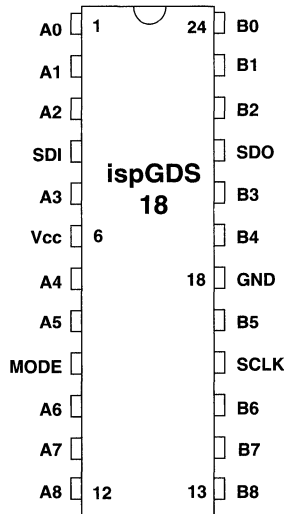 A0 1 24 B0
A1 B1
A2 B2
SDI SDO
ispGDS
A3 18 B3
Vcc 6 B4
A4 18 GND
A5 B5
MODE SCLK
A6 B6
A7 B7
A8 12 13 B8